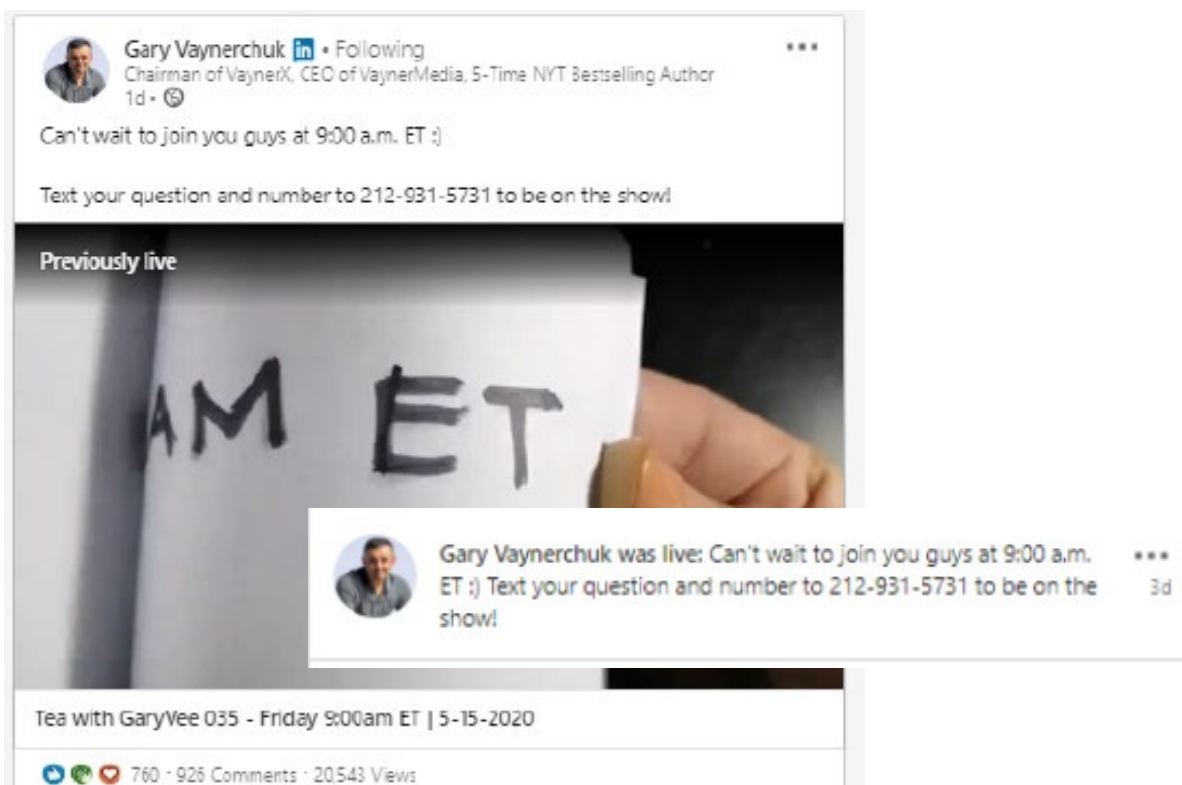 Gary Vaynerchuk in • Following
Chairman of VaynerX, CEO of VaynerMedia, 5-Time NYT Bestselling Author
1d •
Can't wait to join you guys at 9:00 a.m. ET :)
Text your question and number to 212-931-5731 to be on the show!
Previously live
AM ET
Gary Vaynerchuk was live: Can't wait to join you guys at 9:00 a.m.
ET :) Text your question and number to 212-931-5731 to be on the
show!
3d
Tea with GaryVee 035 - Friday 9:00am ET | 5-15-2020
760 · 926 Comments · 20,543 Views